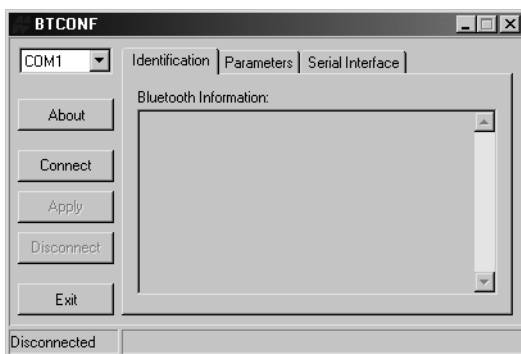 BTCONF
COM1
Identification
Parameters
Serial Interface
About
Connect
Apply
Disconnect
Exit
Bluetooth Information:
Disconnected